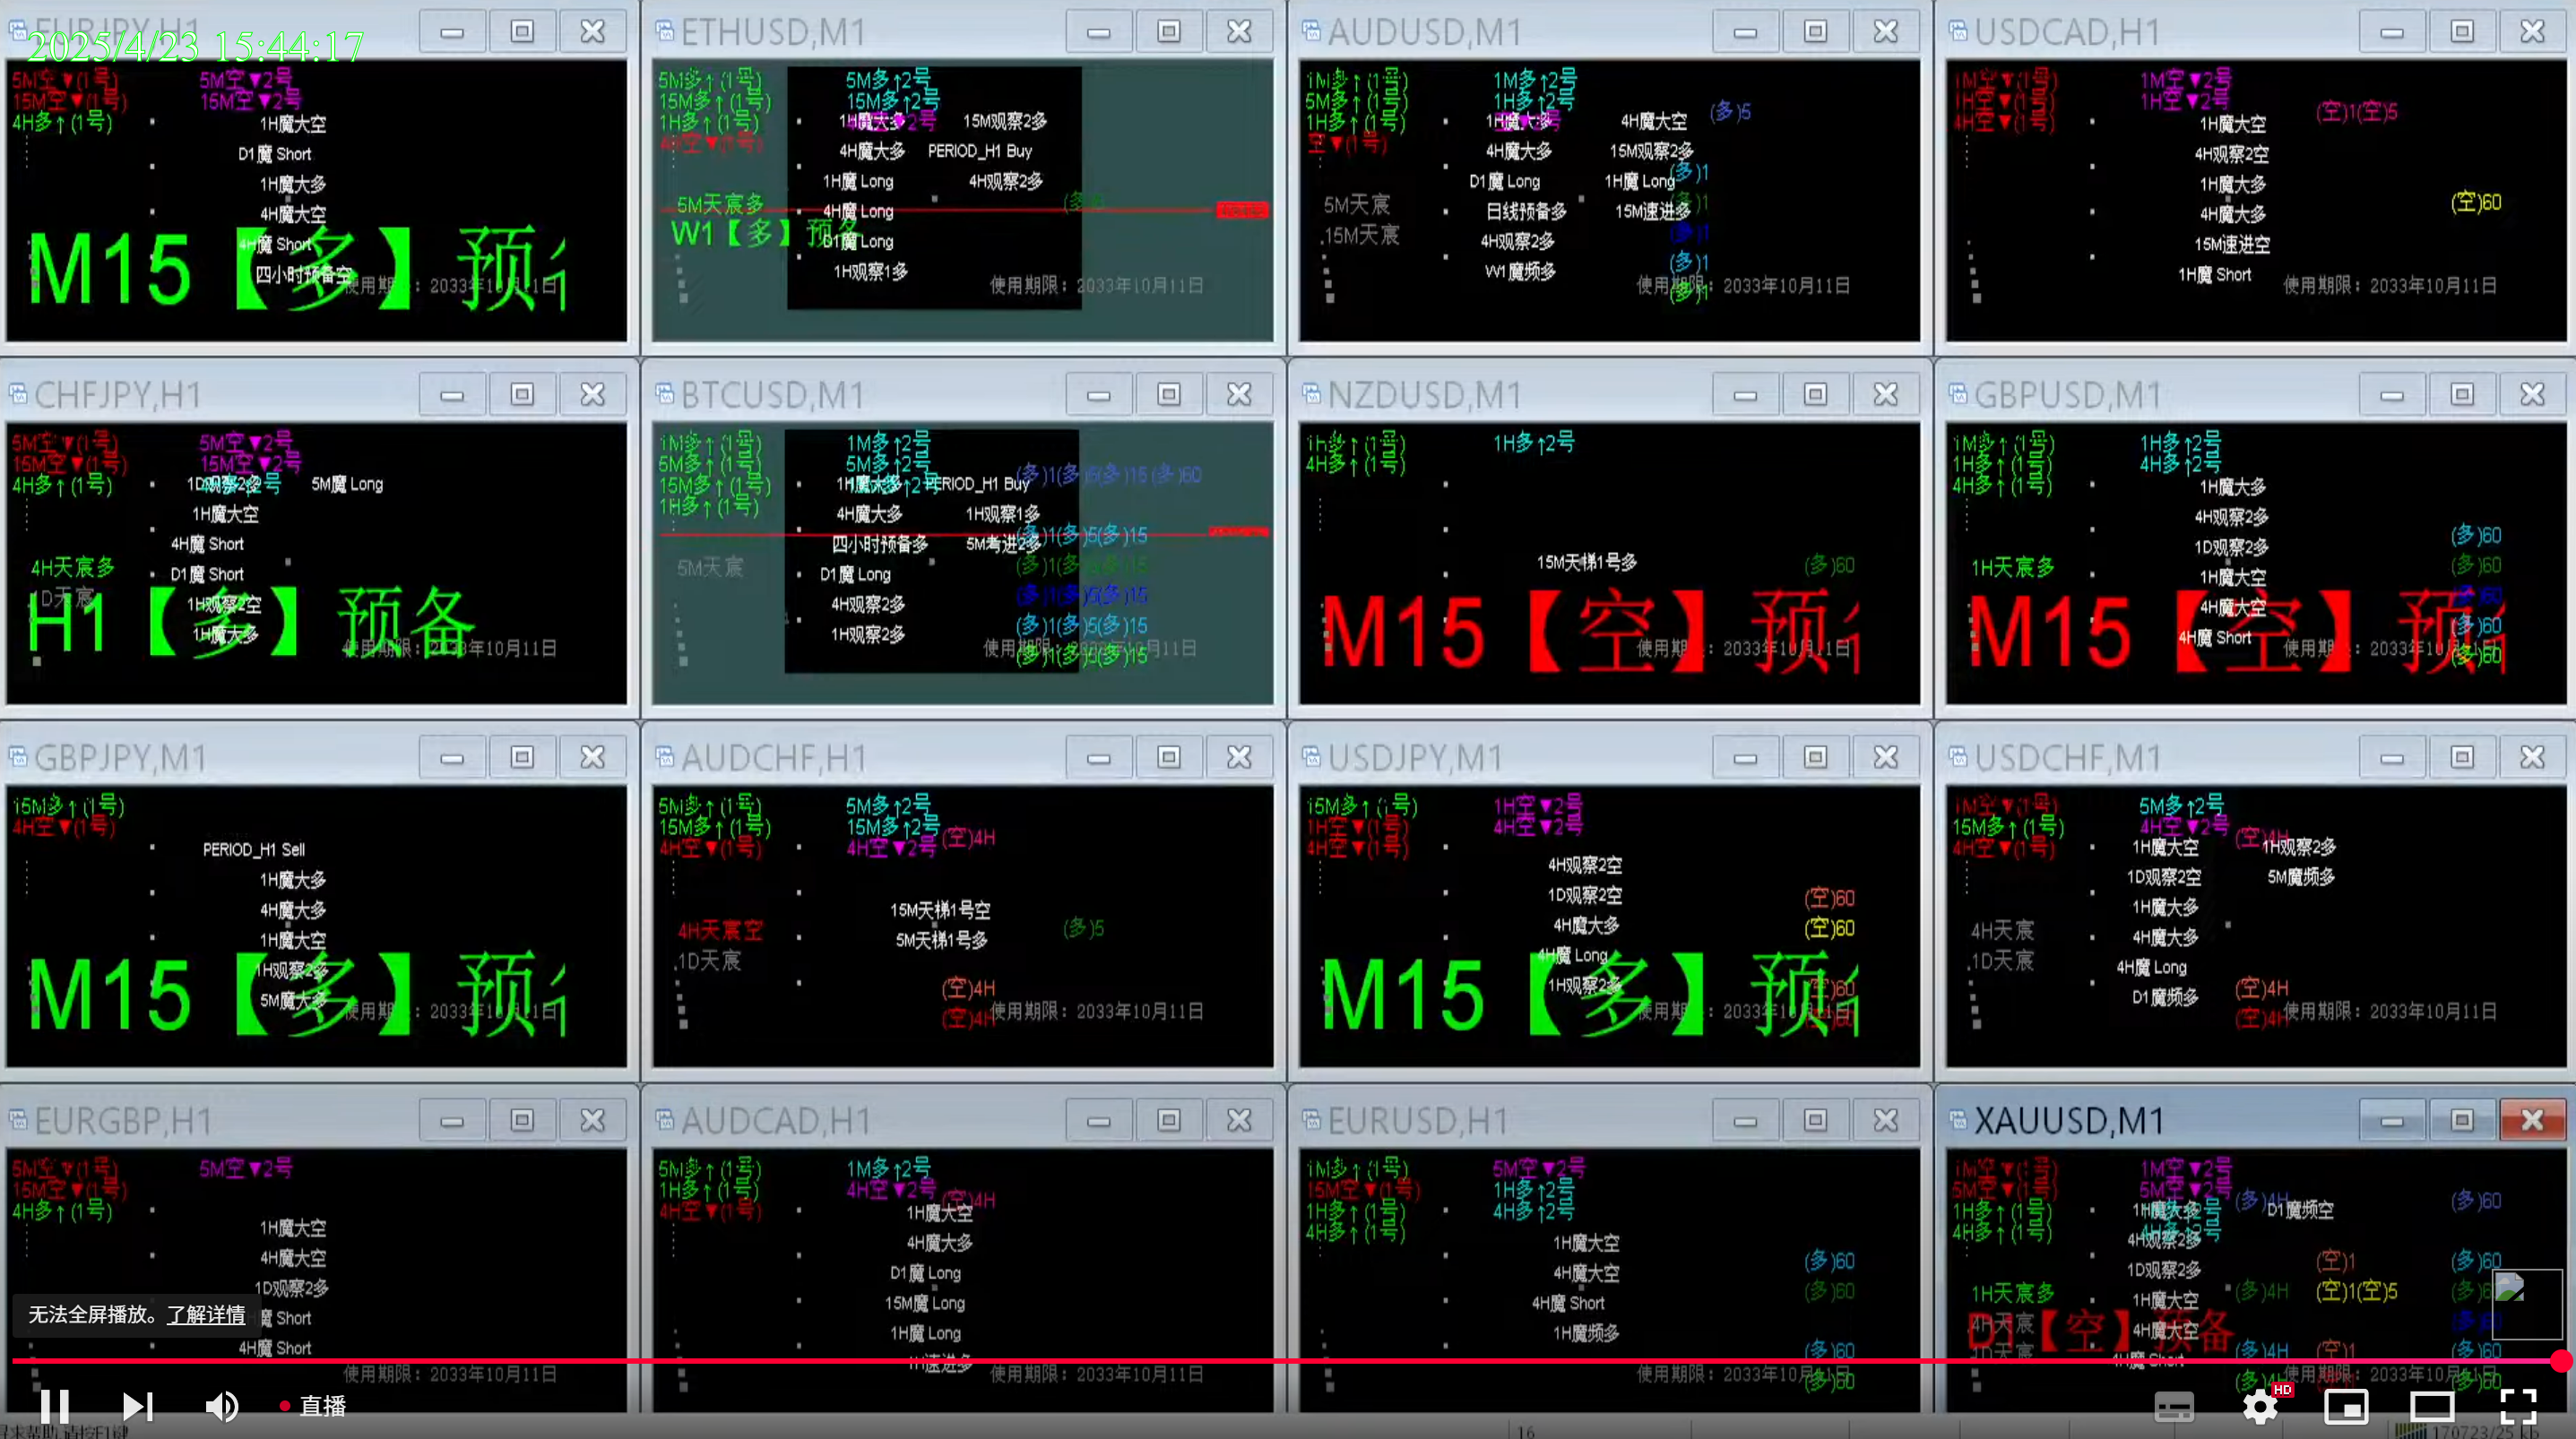 EURJPY,H1
2025/4/23 15:44:17
5M空▼(1号) 5M空▼2号
15M空▼(1号) 15M空▼2号
4H多↑(1号)
1H魔大空
D1魔 Short
1H魔大多
4H魔大空
4H魔 Short
四小时预备空
M15【多】预
使用期限：2033年10月11日
ETHUSD,M1
5M多↑(1号) 5M多↑2号
15M多↑(1号) 15M多↑2号
1H多↑(1号) 1H魔大多 15M观察2多
4H空▼(1号)
4H魔大多 PERIOD_H1 Buy
1H魔 Long 4H观察2多
5M天宸多 4H魔 Long
W1【多】预备 D1魔 Long
1H观察1多
使用期限：2033年10月11日
AUDUSD,M1
1M多↑(1号) 1M多↑2号
5M多↑(1号) 1H多↑2号
1H多↑(1号) 1H魔大多 4H魔大空 (多)5
空▼(1号)
4H魔大多 15M观察2多
(多)1
D1魔 Long 1H魔 Long
5M天宸 日线预备多 15M速进多 (多)1
15M天宸 4H观察2多 (多)1
W1魔频多 (多)1
使用期限：2033年10月11日
(多)1
USDCAD,H1
1M空▼(1号) 1M空▼2号
1H空▼(1号) 1H空▼2号
4H空▼(1号) (空)1(空)5
1H魔大空
4H观察2空
1H魔大多
(空)60
4H魔大多
15M速进空
1H魔 Short
使用期限：2033年10月11日
CHFJPY,H1
5M空▼(1号) 5M空▼2号
15M空▼(1号) 15M空▼2号
4H多↑(1号) 1D观察2多 5M魔 Long
1H魔大空
4H魔 Short
4H天宸多 D1魔 Short
1D天宸
1H观察2空
H1【多】预备
1H魔大多
使用期限：2033年10月11日
BTCUSD,M1
1M多↑(1号) 1M多↑2号
5M多↑(1号) 5M多↑2号
(多)1(多)5(多)15(多)60
15M多↑(1号) 1H魔大多 PERIOD_H1 Buy
1H多↑(1号) 4H魔大多 1H观察1多
(多)1(多)5(多)15
四小时预备多 5M考进2多
5M天宸 D1魔 Long (多)1(多)5(多)15
4H观察2多 (多)1(多)5(多)15
1H观察2多 (多)1(多)5(多)15
使用期限：2033年10月11日
(多)1(多)5(多)15
NZDUSD,M1
1H多↑(1号) 1H多↑2号
4H多↑(1号)
15M天梯1号多 (多)60
M15【空】预
使用期限：2033年10月11日
GBPUSD,M1
1M多↑(1号) 1H多↑2号
1H多↑(1号) 4H多↑2号
4H多↑(1号) 1H魔大多
4H观察2多
1D观察2多 (多)60
1H天宸多 1H魔大空 (多)60
4H魔大空 (多)60
M15【空】预
4H魔 Short (多)60
使用期限：2033年10月11日
(多)60
GBPJPY,M1
15M多↑(1号)
4H空▼(1号)
PERIOD_H1 Sell
1H魔大多
4H魔大多
1H魔大空
1H观察2多
5M魔大多
M15【多】预
使用期限：2033年10月11日
AUDCHF,H1
5M多↑(1号) 5M多↑2号
15M多↑(1号) 15M多↑2号
4H空▼(1号) 4H空▼2号 (空)4H
15M天梯1号空
4H天宸空 5M天梯1号多 (多)5
1D天宸
(空)4H
(空)4H
使用期限：2033年10月11日
USDJPY,M1
15M多↑(1号) 1H空▼2号
1H空▼(1号) 4H空▼2号
4H空▼(1号)
4H观察2空
1D观察2空 (空)60
4H魔大多 (空)60
4H魔 Long
1H观察2多 (空)60
M15【多】预
使用期限：2033年10月11日
USDCHF,M1
1M空▼(1号) 5M多↑2号
15M多↑(1号) 4H空▼2号 (空)4H
4H空▼(1号) 1H魔大空 1H观察2多
1D观察2空 5M魔频多
1H魔大多
4H天宸 4H魔大多
1D天宸 4H魔 Long
D1魔频多 (空)4H
(空)4H
使用期限：2033年10月11日
EURGBP,H1
5M空▼(1号) 5M空▼2号
15M空▼(1号)
4H多↑(1号)
1H魔大空
4H魔大空
1D观察2多
魔 Short
4H魔 Short
使用期限：2033年10月11日
AUDCAD,H1
5M多↑(1号) 1M多↑2号
1H多↑(1号) 4H空▼2号 (空)4H
4H空▼(1号) 1H魔大空
4H魔大多
D1魔 Long
15M魔 Long
1H魔 Long
1H速进多
使用期限：2033年10月11日
EURUSD,H1
1M多↑(1号) 5M空▼2号
15M空▼(1号) 1H多↑2号
1H多↑(1号) 4H多↑2号
4H多↑(1号)
1H魔大空
4H魔大空 (多)60
4H魔 Short (多)60
1H魔频多
(多)60
使用期限：2033年10月11日
(多)60
XAUUSD,M1
1M空▼(1号) 1M空▼2号
5M空▼(1号) 5M空▼2号
1H多↑(1号) 1H魔大多 (多)4H D1魔频空 (多)60
4H多↑(1号) 4H观察2多
1D观察2多 (空)1 (多)60
1H天宸多 1H魔大空 (多)4H (空)1(空)5
4H天宸 4H魔大空
D1【空】预备
1D天宸 4H魔 Short (多)4H (空)1 (多)60
使用期限：2033年10月11日
(多)60
无法全屏播放。了解详情
直播
HD
16
170723/25 kb